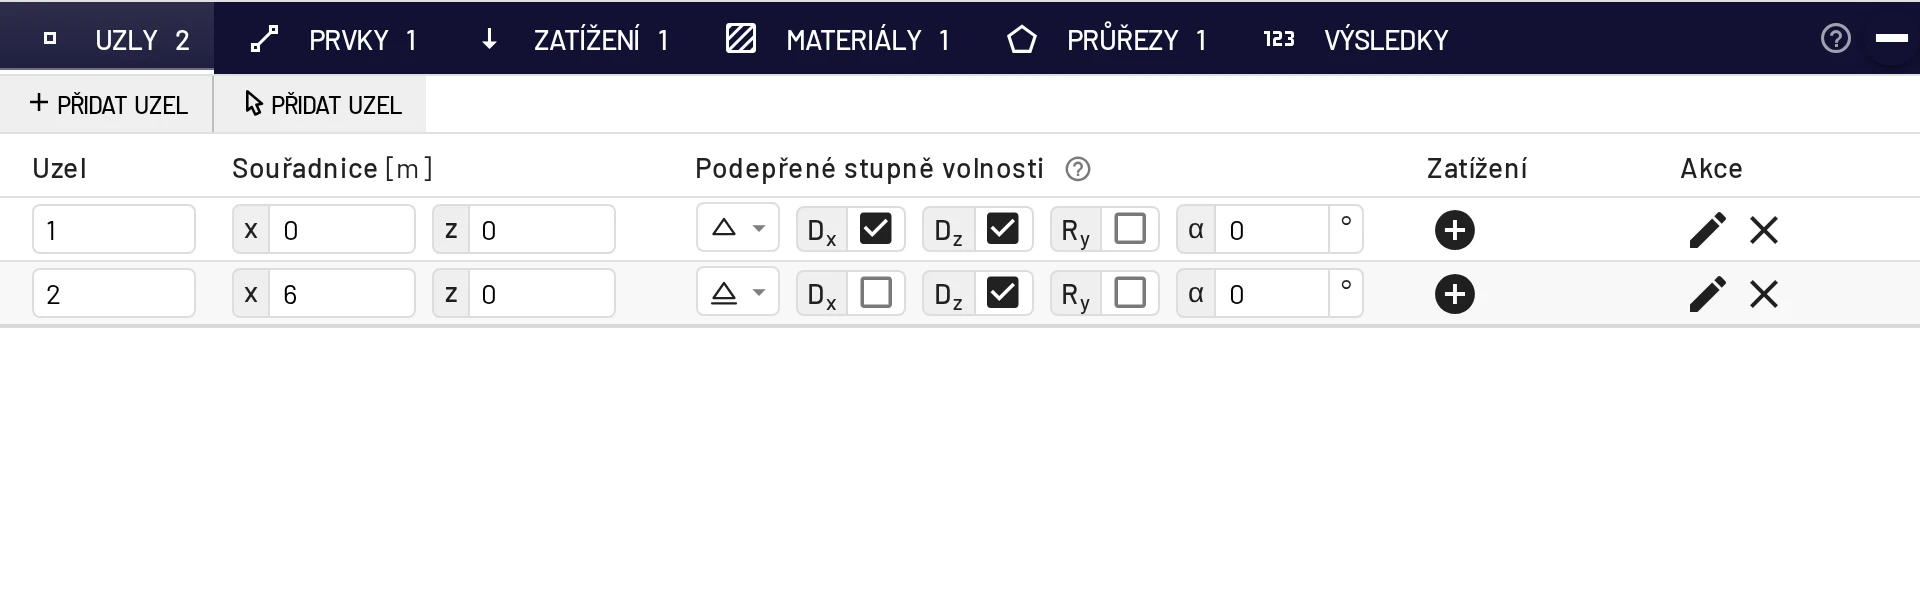 UZLY 2 PRVKY 1 ZATÍŽENÍ 1 MATERIÁLY 1 PRŮŘEZY 1 123 VÝSLEDKY ?
+ PŘIDAT UZEL PŘIDAT UZEL
Uzel Souřadnice [m] Podepřené stupně volnosti ? Zatížení Akce
1 x 0 z 0 Dx Dz Ry α 0 °
2 x 6 z 0 Dx Dz Ry α 0 °